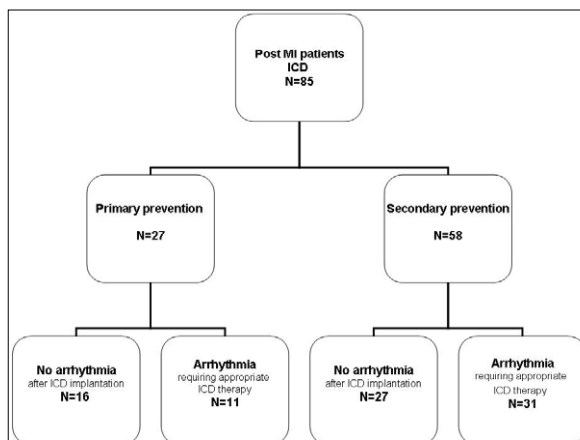 Post MI patients
ICD
N=85
Primary prevention
N=27
Secondary prevention
N=58
No arrhythmia
after ICD implantation
N=16
Arrhythmia
requiring appropriate
ICD therapy
N=11
No arrhythmia
after ICD implantation
N=27
Arrhythmia
requiring appropriate
ICD therapy
N=31